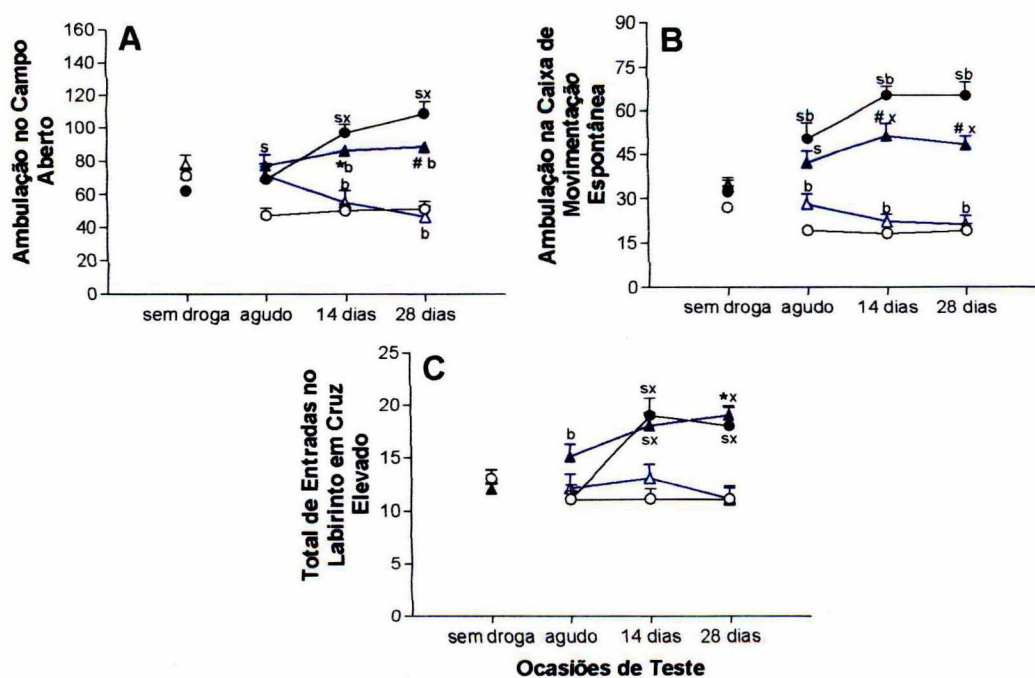 A
Ambulação no Campo
Aberto
160
140
120
100
80
60
40
20
0
s
sx
sx
*b
b
# b
b
sem droga agudo 14 dias 28 dias
B
Ambulação na Caixa de
Movimentação
Espontânea
90
75
60
45
30
15
0
sb
sb
sb
s
# x
# x
b
b
b
sem droga agudo 14 dias 28 dias
C
Total de Entradas no
Labirinto em Cruz
Elevado
25
20
15
10
5
0
b
sx
sx
*x
sx
sem droga agudo 14 dias 28 dias
Ocasiões de Teste